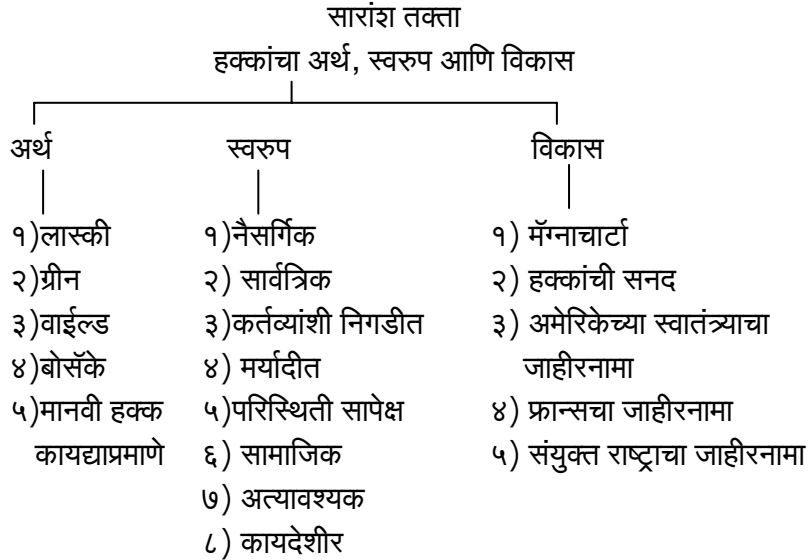 सारांश तक्ता
हक्कांचा अर्थ, स्वरुप आणि विकास
अर्थ
१)लास्की
२)ग्रीन
३)वाईल्ड
४)बोसॅके
५)मानवी हक्क
कायद्याप्रमाणे
स्वरुप
१)नैसर्गिक
२) सार्वत्रिक
३)कर्तव्यांशी निगडीत
४) मर्यादीत
५)परिस्थिती सापेक्ष
६) सामाजिक
७) अत्यावश्यक
८) कायदेशीर
विकास
१) मॅग्नाचार्टा
२) हक्कांची सनद
३) अमेरिकेच्या स्वातंत्र्याचा
जाहीरनामा
४) फ्रान्सचा जाहीरनामा
५) संयुक्त राष्ट्राचा जाहीरनामा